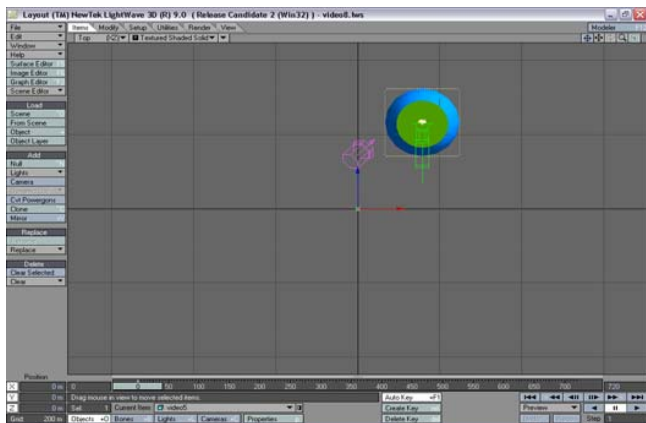 Layout (TM) NewTek LightWave 3D (R) 9.0 ( Release Candidate 2 (Win32) ) - video8.lws
File Items Modify Setup Utilities Render View Modeler
Edit Top (XZ) Textured Shaded Solid
Window
Help
Surface Editor
Image Editor
Graph Editor
Scene Editor
Load
Scene
From Scene
Object
Object Layer
Add
Null
Lights
Camera
Cvt Powergons
Clone
Mirror
Replace
Replace
Delete
Clear Selected
Clear
Position
X 0 m 0 50 100 150 200 250 300 350 400 450 500 550 600 650 700 720
Y 0 m Drag mouse in view to move selected items. Auto Key
Z 0 m Sel: 1 Current Item video5 Create Key Preview
Grid: 200 m Objects +O Bones Lights Cameras Properties Delete Key Step 1